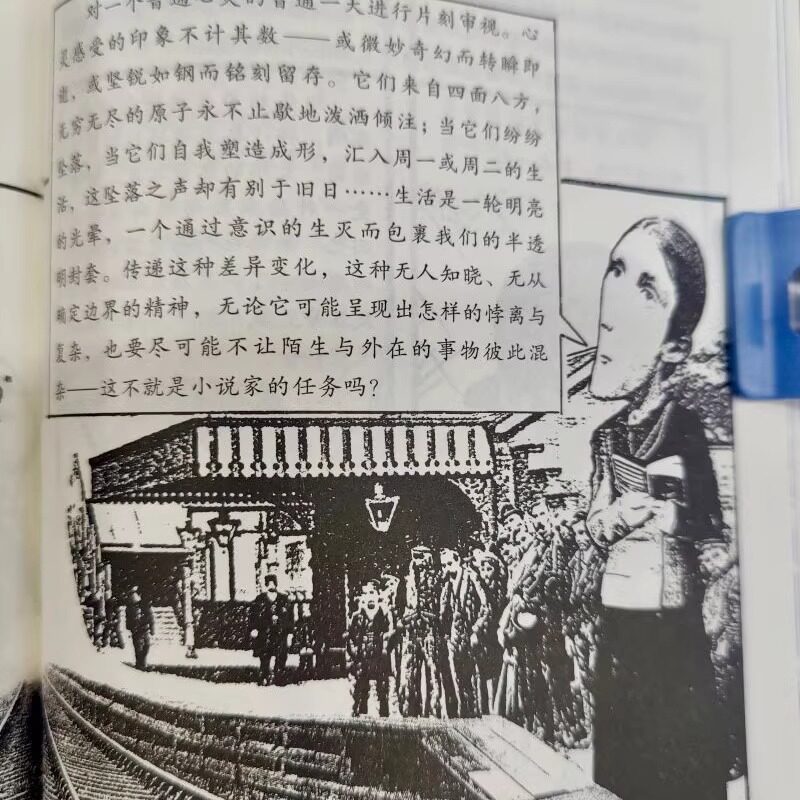 对一个普通心灵的普通一天进行片刻审视。心
灵感受的印象不计其数——或微妙奇幻而转瞬即
逝，或坚锐如钢而铭刻留存。它们来自四面八方，
无穷无尽的原子永不止歇地泼洒倾注；当它们纷纷
坠落，当它们自我塑造成形，汇入周一或周二的生
活，这坠落之声却有别于旧日……生活是一轮明亮
的光晕，一个通过意识的生灭而包裹我们的半透
明封套。传递这种差异变化，这种无人知晓、无从
确定边界的精神，无论它可能呈现出怎样的悖离与
复杂，也要尽可能不让陌生与外在的事物彼此混
杂——这不就是小说家的任务吗？